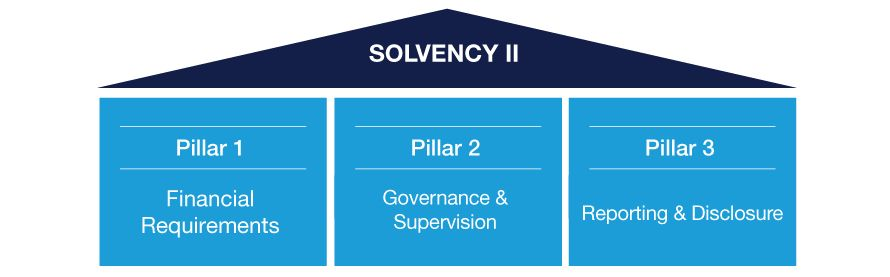 SOLVENCY II
Pillar 1
Financial
Requirements
Pillar 2
Governance &
Supervision
Pillar 3
Reporting & Disclosure